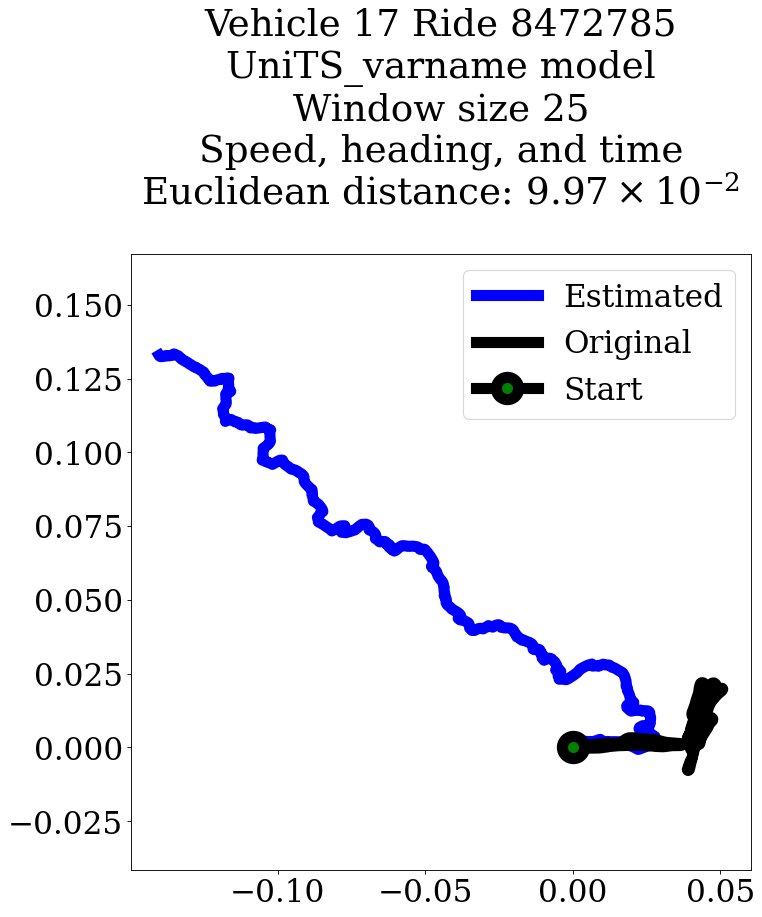 Vehicle 17 Ride 8472785
UniTS_varname model
Window size 25
Speed, heading, and time
Euclidean distance: 9.97 × 10⁻²
Estimated
Original
Start
0.150
0.125
0.100
0.075
0.050
0.025
0.000
−0.025
−0.10 −0.05 0.00 0.05